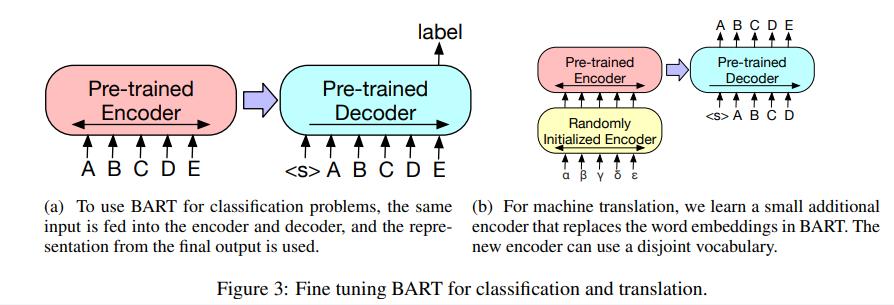 label
Pre-trained
Encoder
Pre-trained
Decoder
A B C D E
<s> A B C D E
(a) To use BART for classification problems, the same
input is fed into the encoder and decoder, and the repre-
sentation from the final output is used.
A B C D E
Pre-trained
Encoder
Pre-trained
Decoder
<s> A B C D
Randomly
Initialized Encoder
α β γ δ ε
(b) For machine translation, we learn a small additional
encoder that replaces the word embeddings in BART. The
new encoder can use a disjoint vocabulary.
Figure 3: Fine tuning BART for classification and translation.